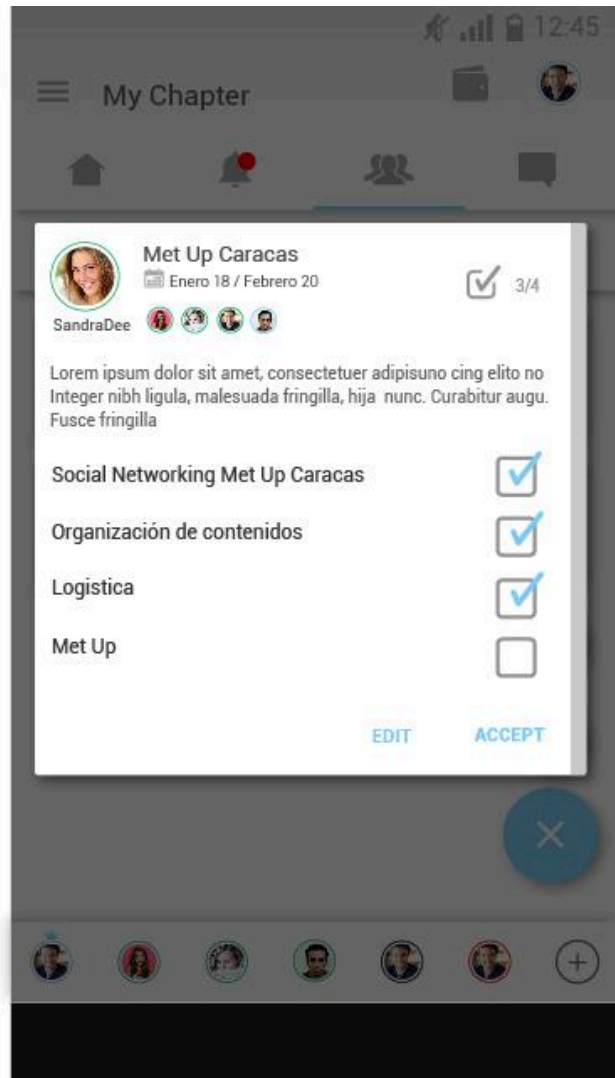 12:45
My Chapter
Met Up Caracas
Enero 18 / Febrero 20
3/4
SandraDee
Lorem ipsum dolor sit amet, consectetuer adipisuno cing elito no
Integer nibh ligula, malesuada fringilla, hija nunc. Curabitur augu.
Fusce fringilla
Social Networking Met Up Caracas
Organización de contenidos
Logistica
Met Up
EDIT ACCEPT